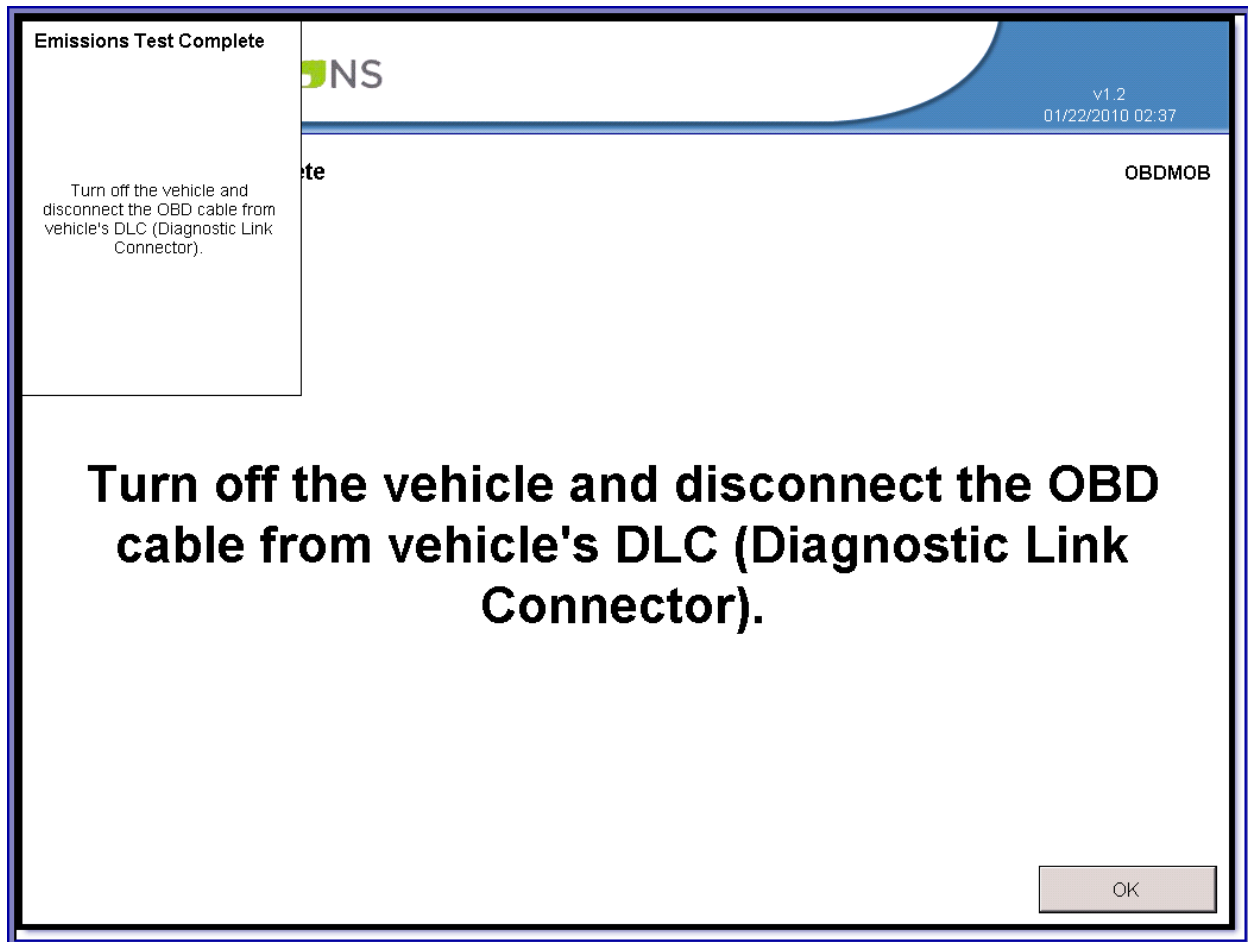 Emissions Test Complete
NS
v1.2
01/22/2010 02:37
Turn off the vehicle and
disconnect the OBD cable from
vehicle's DLC (Diagnostic Link
Connector).
ete
OBDMOB
Turn off the vehicle and disconnect the OBD
cable from vehicle's DLC (Diagnostic Link
Connector).
OK